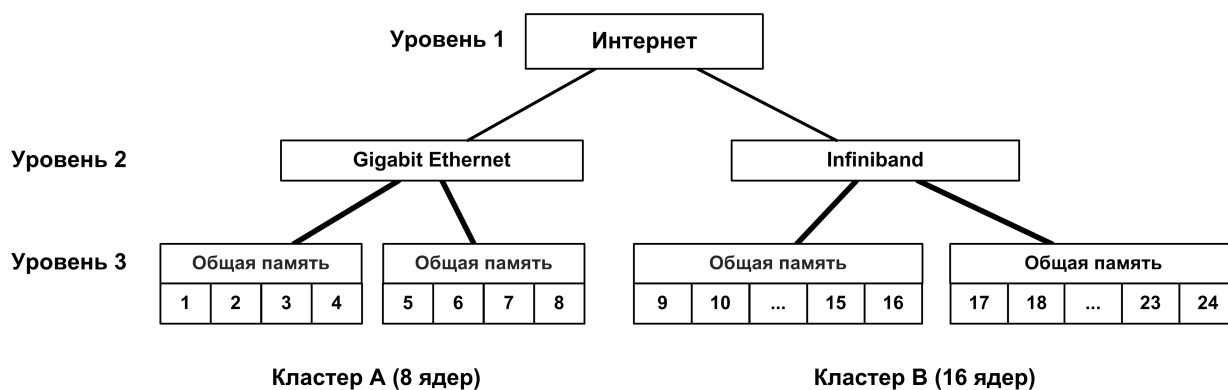 Уровень 1 Интернет
Уровень 2 Gigabit Ethernet Infiniband
Уровень 3 Общая память Общая память Общая память Общая память
1 2 3 4 5 6 7 8 9 10 ... 15 16 17 18 ... 23 24
Кластер А (8 ядер) Кластер В (16 ядер)